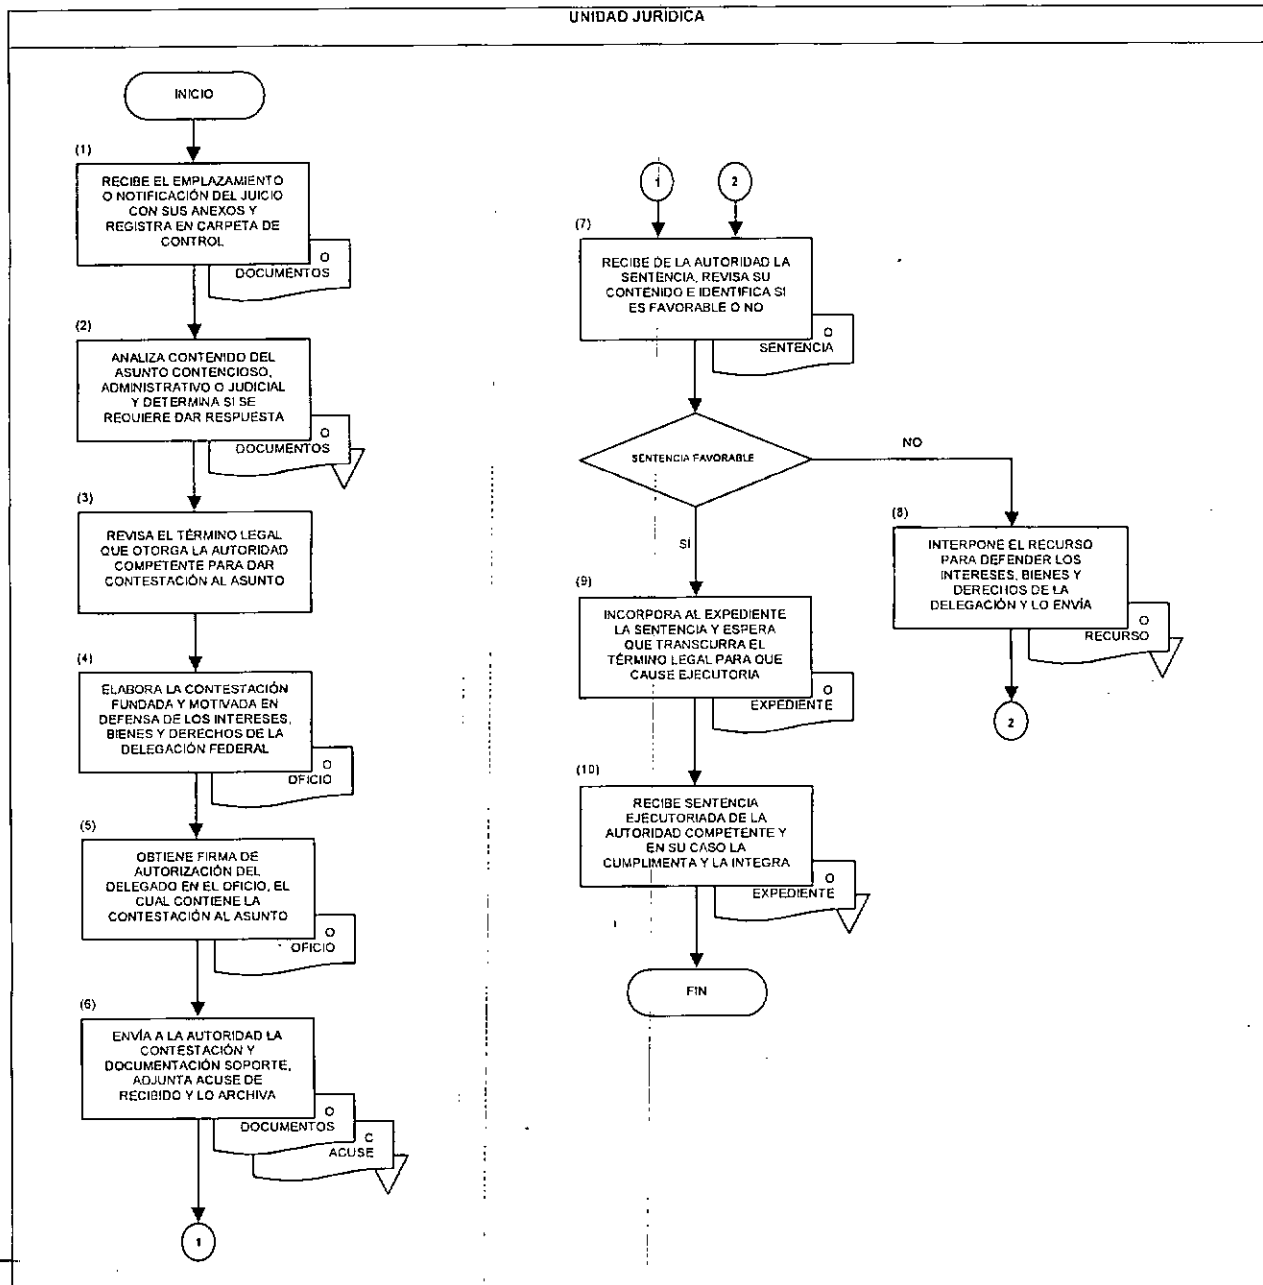 UNIDAD JURÍDICA
INICIO
(1)
RECIBE EL EMPLAZAMIENTO
O NOTIFICACIÓN DEL JUICIO
CON SUS ANEXOS Y
REGISTRA EN CARPETA DE
CONTROL
O
DOCUMENTOS
(2)
ANALIZA CONTENIDO DEL
ASUNTO CONTENCIOSO,
ADMINISTRATIVO O JUDICIAL
Y DETERMINA SI SE
REQUIERE DAR RESPUESTA
O
DOCUMENTOS
(3)
REVISA EL TÉRMINO LEGAL
QUE OTORGA LA AUTORIDAD
COMPETENTE PARA DAR
CONTESTACIÓN AL ASUNTO
(4)
ELABORA LA CONTESTACIÓN
FUNDADA Y MOTIVADA EN
DEFENSA DE LOS INTERESES,
BIENES Y DERECHOS DE LA
DELEGACIÓN FEDERAL
O
OFICIO
(5)
OBTIENE FIRMA DE
AUTORIZACIÓN DEL
DELEGADO EN EL OFICIO, EL
CUAL CONTIENE LA
CONTESTACIÓN AL ASUNTO
O
OFICIO
(6)
ENVÍA A LA AUTORIDAD LA
CONTESTACIÓN Y
DOCUMENTACIÓN SOPORTE,
ADJUNTA ACUSE DE
RECIBIDO Y LO ARCHIVA
O
DOCUMENTOS
C
ACUSE
1
1
2
(7)
RECIBE DE LA AUTORIDAD LA
SENTENCIA, REVISA SU
CONTENIDO E IDENTIFICA SI
ES FAVORABLE O NO
O
SENTENCIA
SENTENCIA FAVORABLE
NO
SÍ
(8)
INTERPONE EL RECURSO
PARA DEFENDER LOS
INTERESES, BIENES Y
DERECHOS DE LA
DELEGACIÓN Y LO ENVÍA
O
RECURSO
2
(9)
INCORPORA AL EXPEDIENTE
LA SENTENCIA Y ESPERA
QUE TRANSCURRA EL
TÉRMINO LEGAL PARA QUE
CAUSE EJECUTORIA
O
EXPEDIENTE
(10)
RECIBE SENTENCIA
EJECUTORIADA DE LA
AUTORIDAD COMPETENTE Y
EN SU CASO LA
CUMPLIMENTA Y LA INTEGRA
O
EXPEDIENTE
FIN